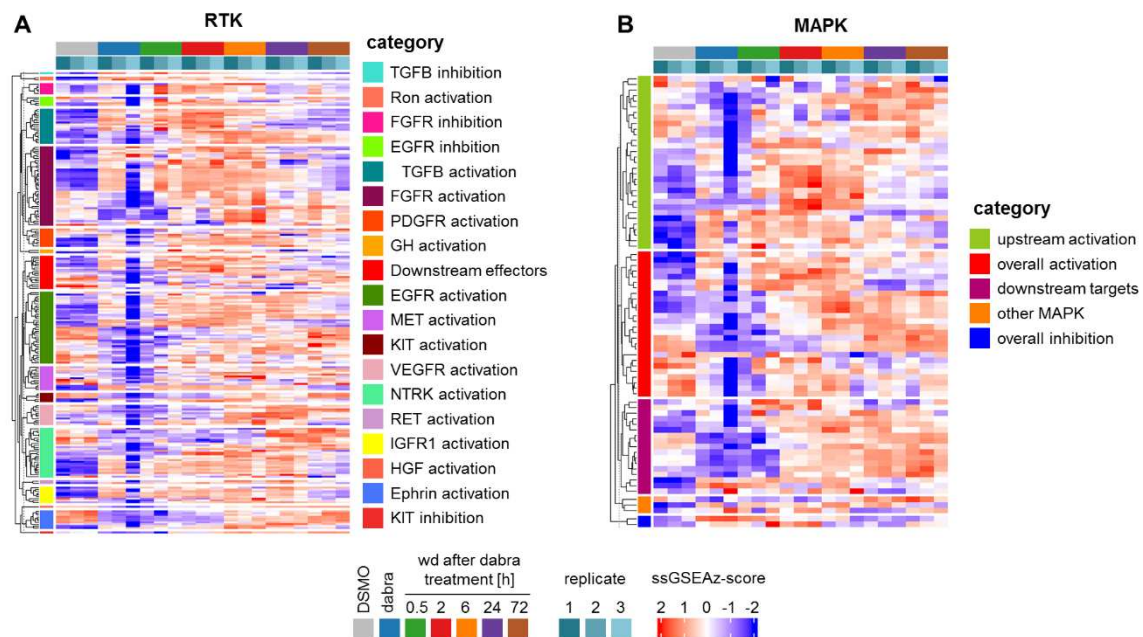 A
RTK
category
TGFB inhibition
Ron activation
FGFR inhibition
EGFR inhbition
TGFB activation
FGFR activation
PDGFR activation
GH activation
Downstream effectors
EGFR activation
MET activation
KIT activation
VEGFR activation
NTRK activation
RET activation
IGFR1 activation
HGF activation
Ephrin activation
KIT inhibition
B
MAPK
category
upstream activation
overall activation
downstream targets
other MAPK
overall inhibition
DSMO
dabra
wd after dabra
treatment [h]
0.5 2 6 24 72
replicate
1 2 3
ssGSEAz-score
2 1 0 -1 -2